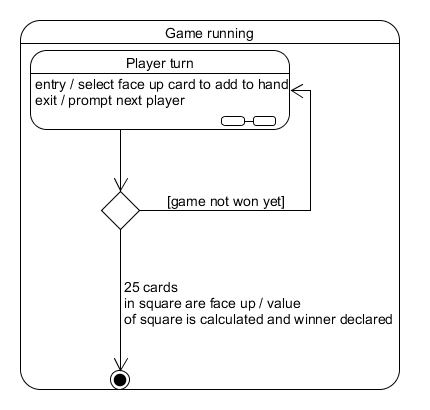 Game running
Player turn
entry / select face up card to add to hand
exit / prompt next player
[game not won yet]
25 cards
in square are face up / value
of square is calculated and winner declared